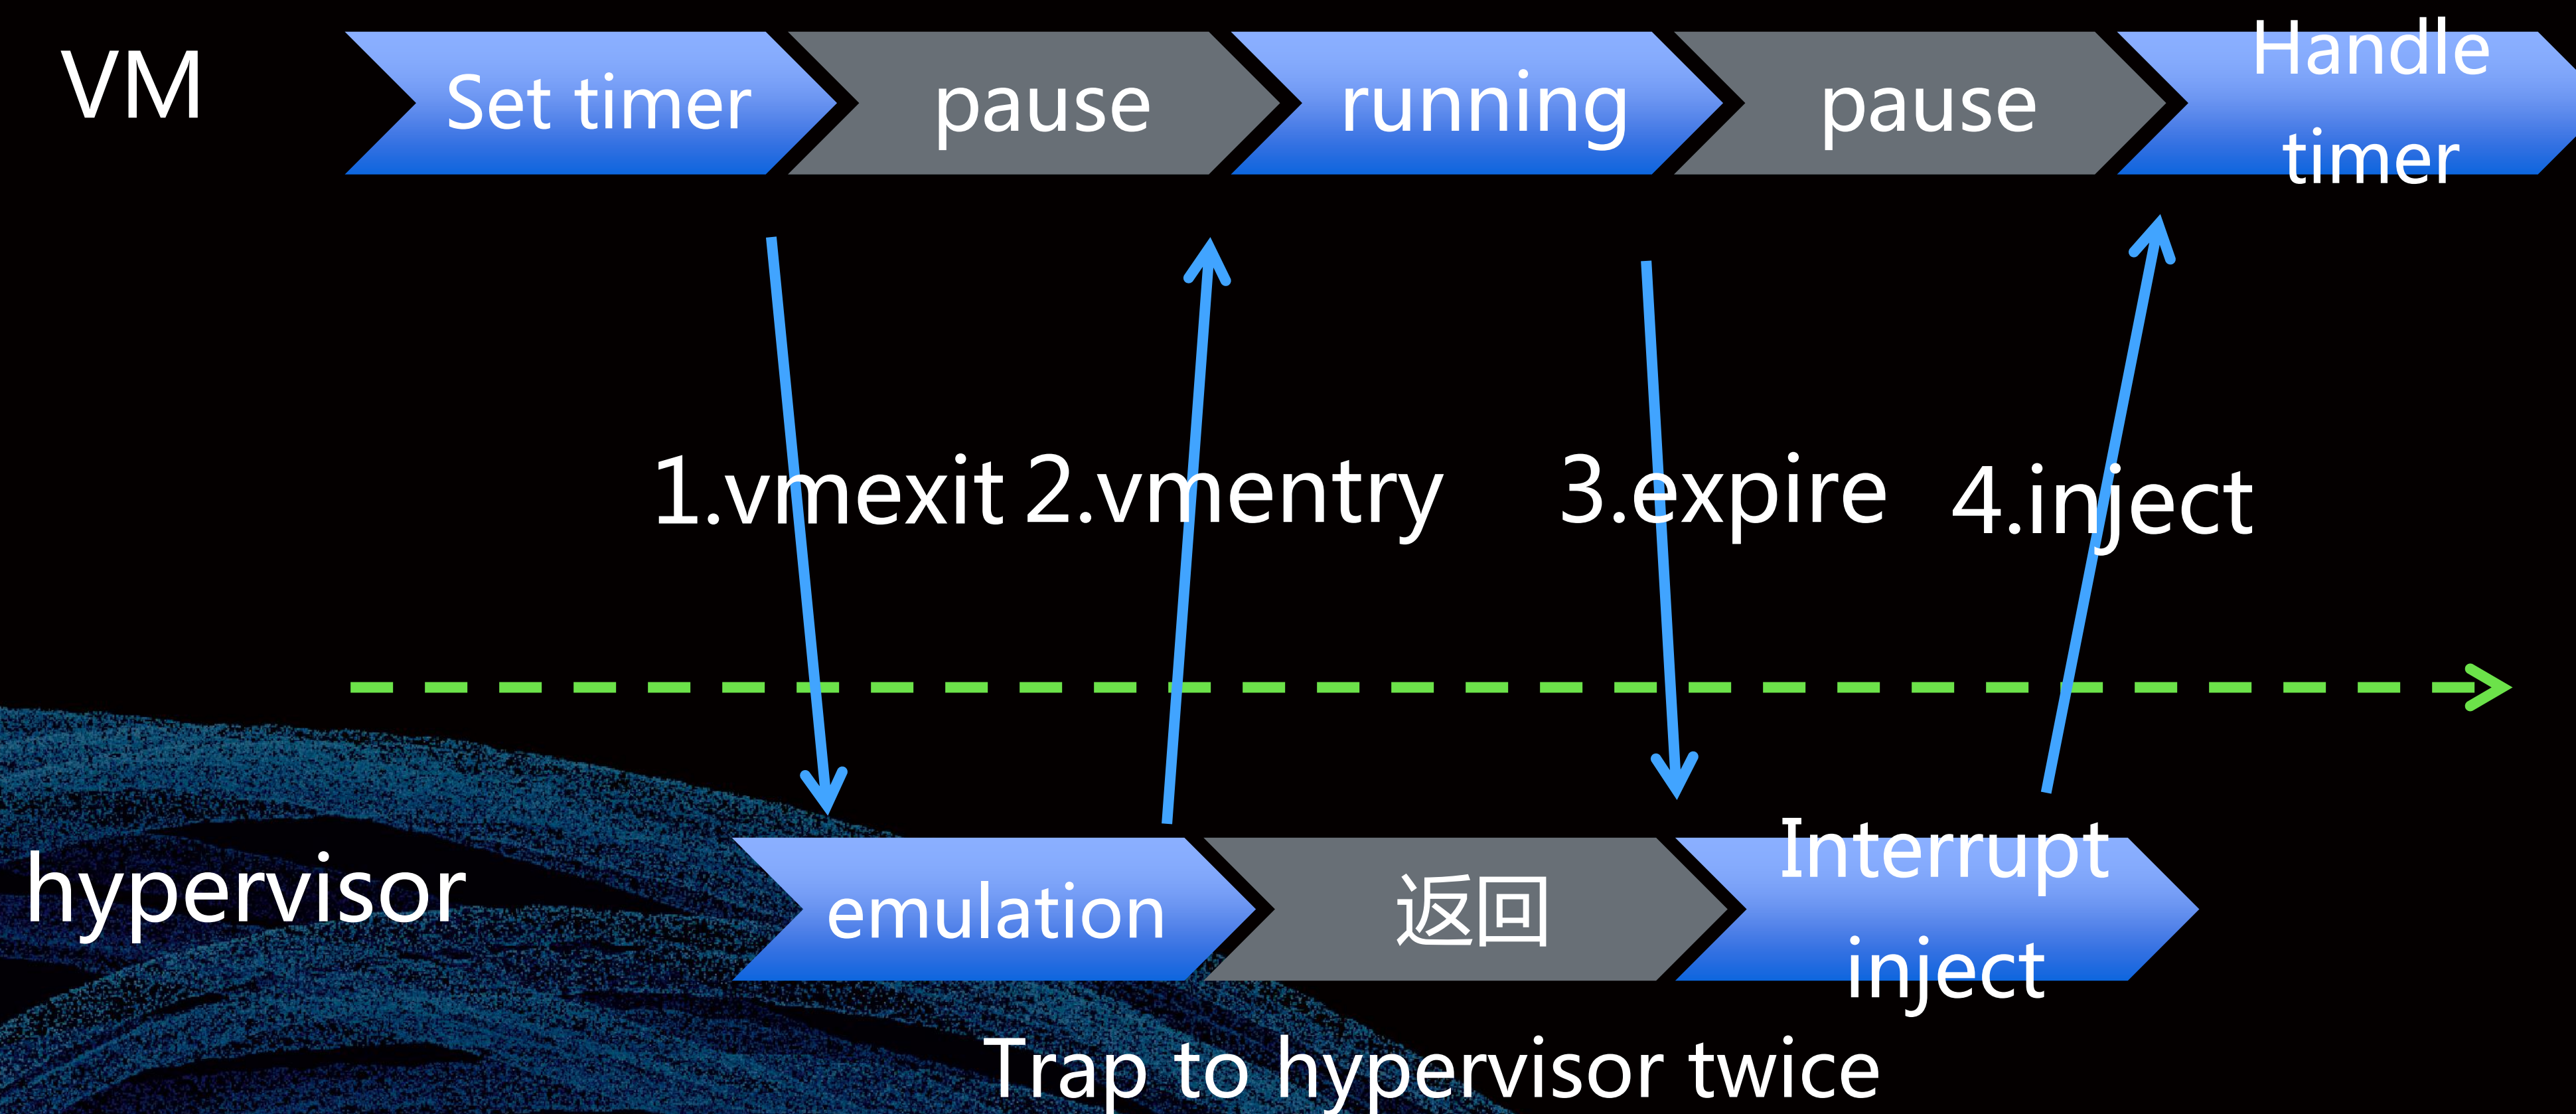 VM
Set timer
pause
running
pause
Handle
timer
1.vmexit
2.vmentry
3.expire
4.inject
hypervisor
emulation
返回
Interrupt
inject
Trap to hypervisor twice